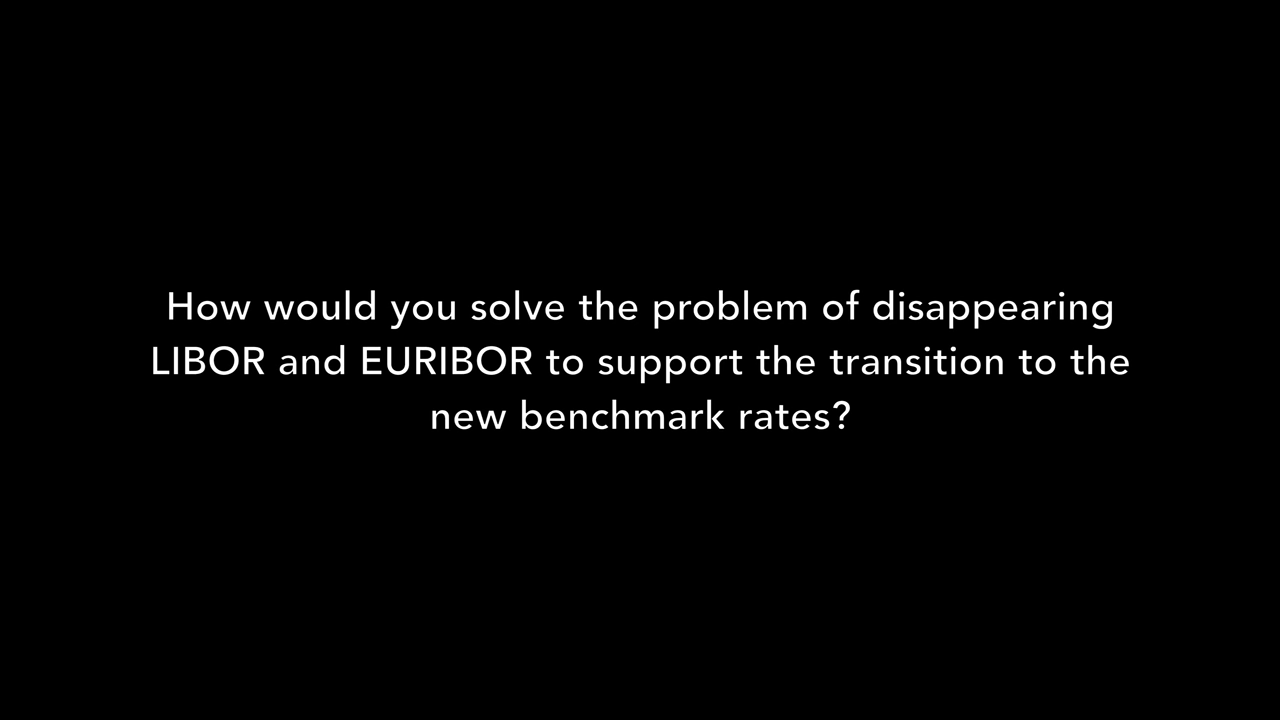 How would you solve the problem of disappearing
LIBOR and EURIBOR to support the transition to the
new benchmark rates?